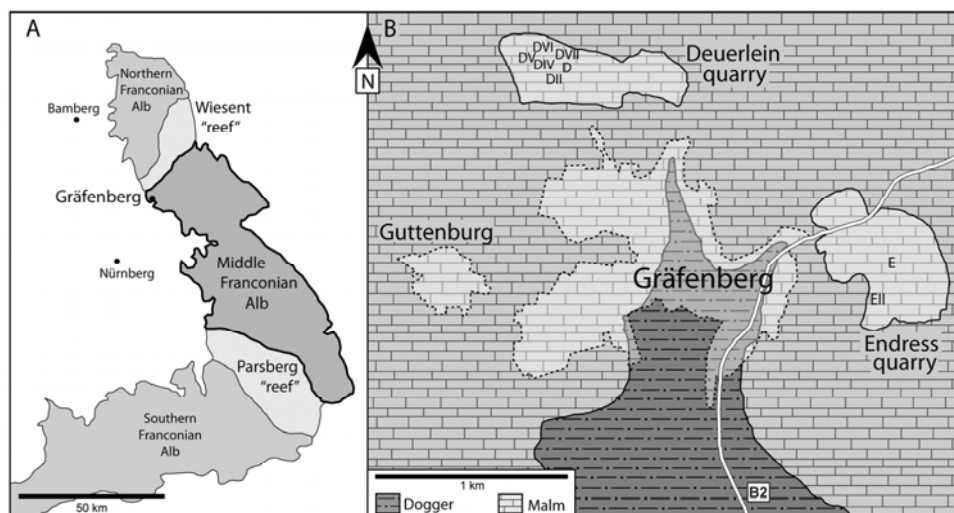 A
Northern
Franconian
Alb
Bamberg
Wiesent
"reef"
Gräfenberg
Nürnberg
Middle
Franconian
Alb
Parsberg
"reef"
Southern
Franconian
Alb
50 km
N
B
DVI
DV
DVII
DIV
D
DII
Deuerlein
quarry
Guttenburg
Gräfenberg
E
EII
Endress
quarry
B2
1 km
Dogger
Malm